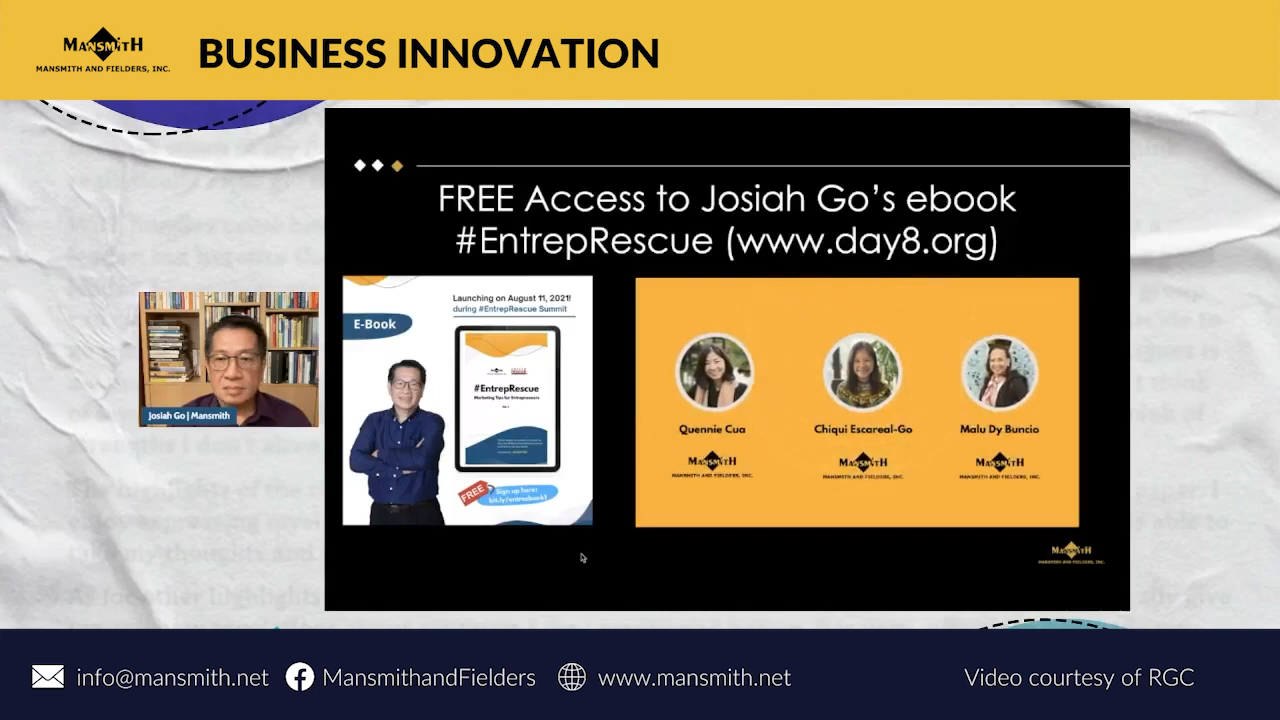 MANSMITH
MANSMITH AND FIELDERS, INC.
BUSINESS INNOVATION
FREE Access to Josiah Go’s ebook
#EntrepRescue (www.day8.org)
Launching on August 11, 2021!
during #EntrepRescue Summit
E-Book
#EntrepRescue
Marketing Tips for Entrepreneurs
FREE
Sign up here:
bit.ly/entrepbook1
Josiah Go | Mansmith
Quennie Cua
Chiqui Escareal-Go
Malu Dy Buncio
MANSMITH
MANSMITH AND FIELDERS, INC.
MANSMITH
MANSMITH AND FIELDERS, INC.
MANSMITH
MANSMITH AND FIELDERS, INC.
MANSMITH
MANSMITH AND FIELDERS, INC.
info@mansmith.net
MansmithandFielders
www.mansmith.net
Video courtesy of RGC